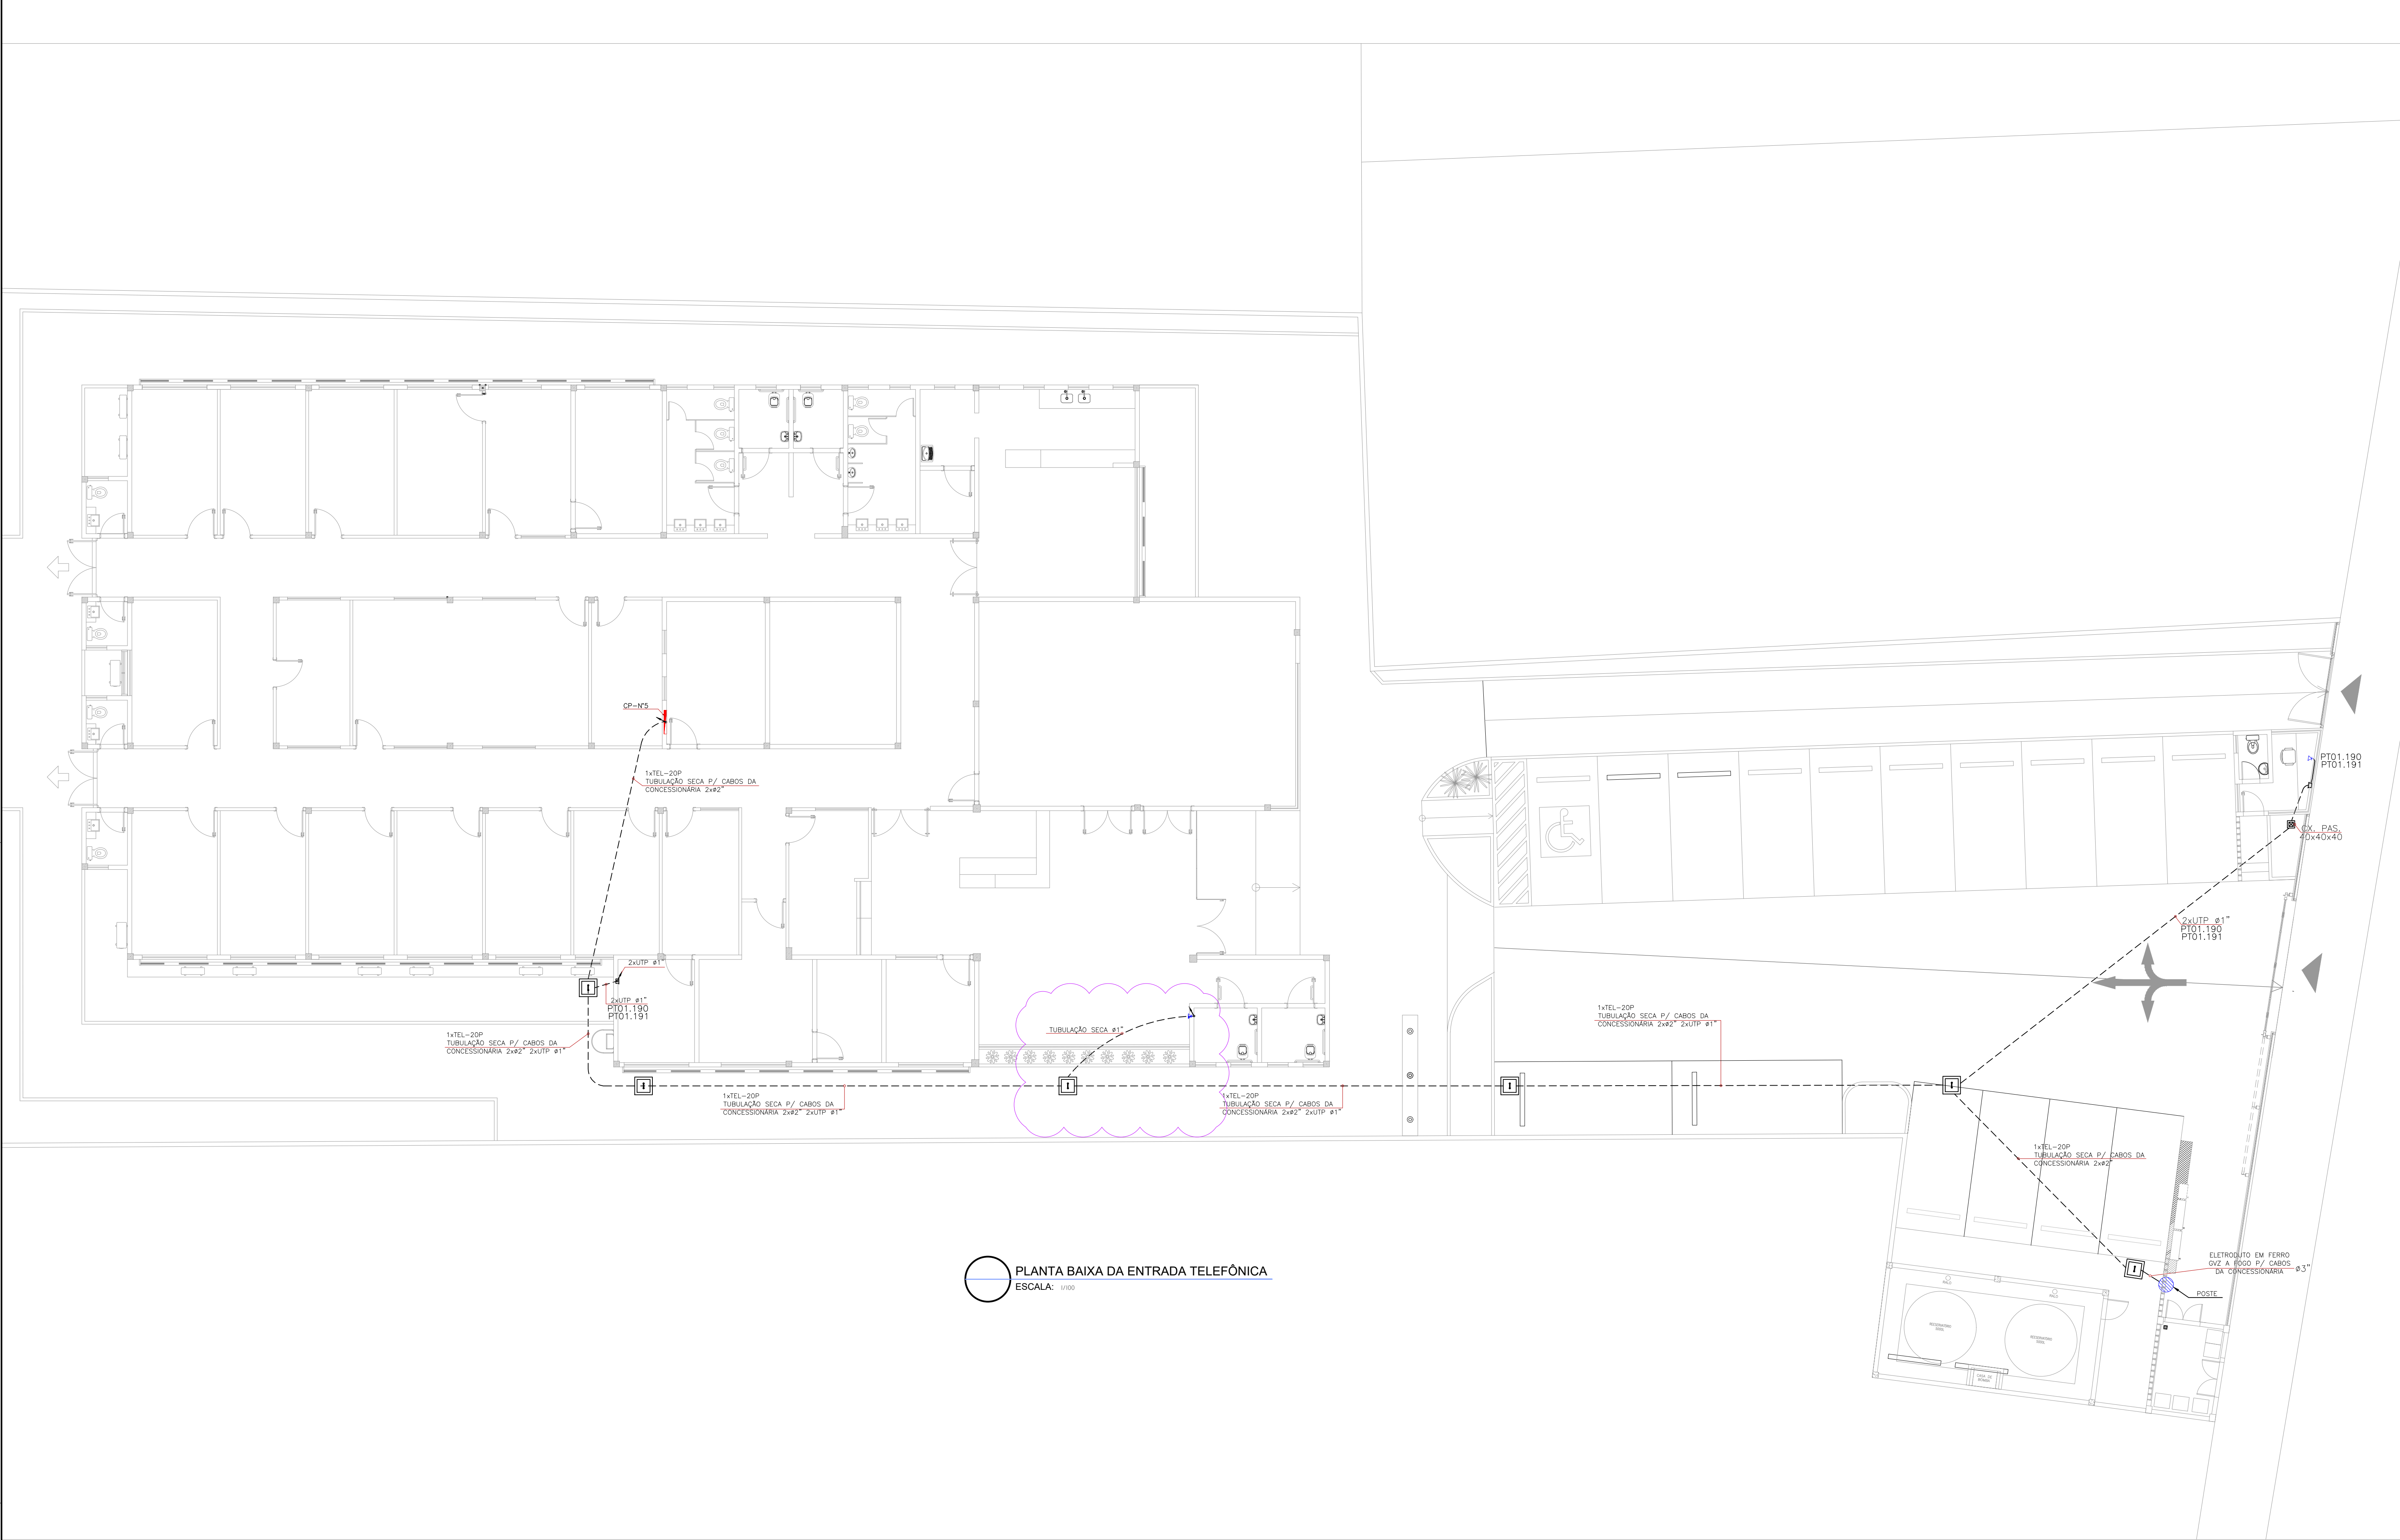 CP-Nº5
1xTEL-20P
TUBULAÇÃO SECA P/ CABOS DA
CONCESSIONÁRIA 2xø2"
PT01.190
PT01.191
CX. PAS.
40x40x40
2xUTP ø1"
PT01.190
PT01.191
2xUTP ø1"
2xUTP ø1"
PT01.190
PT01.191
1xTEL-20P
TUBULAÇÃO SECA P/ CABOS DA
CONCESSIONÁRIA 2xø2" 2xUTP ø1"
TUBULAÇÃO SECA ø1"
1xTEL-20P
TUBULAÇÃO SECA P/ CABOS DA
CONCESSIONÁRIA 2xø2" 2xUTP ø1"
1xTEL-20P
TUBULAÇÃO SECA P/ CABOS DA
CONCESSIONÁRIA 2xø2" 2xUTP ø1"
1xTEL-20P
TUBULAÇÃO SECA P/ CABOS DA
CONCESSIONÁRIA 2xø2" 2xUTP ø1"
1xTEL-20P
TUBULAÇÃO SECA P/ CABOS DA
CONCESSIONÁRIA 2xø2"
ELETRODUTO EM FERRO
GVZ A FOGO P/ CABOS
DA CONCESSIONÁRIA ø3"
POSTE
CASA DE
BOMBA
PLANTA BAIXA DA ENTRADA TELEFÔNICA
ESCALA: 1/100